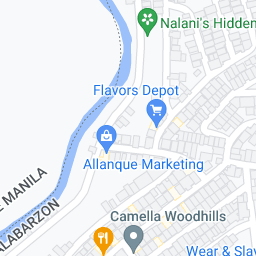 Nalani's Hidden
Flavors Depot
Allanque Marketing
E MANILA
ALABARZON
Camella Woodhills
Wear & Slay